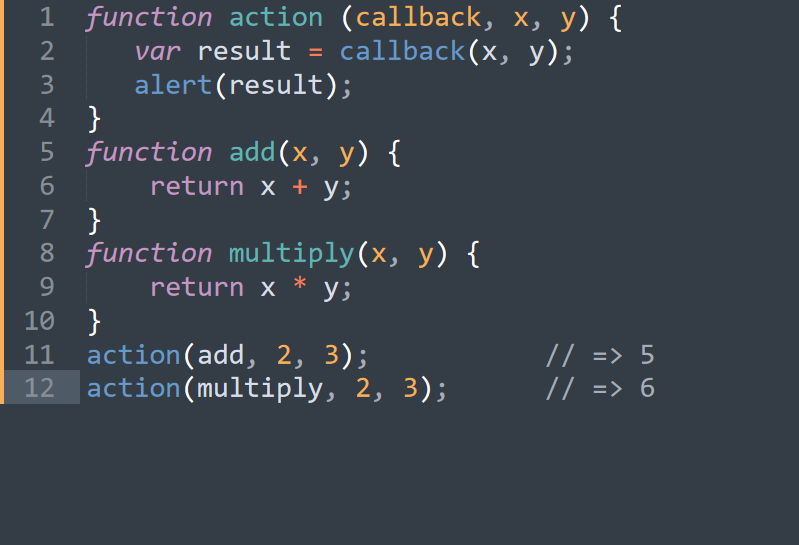 1 function action (callback, x, y) {
2 var result = callback(x, y);
3 alert(result);
4 }
5 function add(x, y) {
6 return x + y;
7 }
8 function multiply(x, y) {
9 return x * y;
10 }
11 action(add, 2, 3); // => 5
12 action(multiply, 2, 3); // => 6